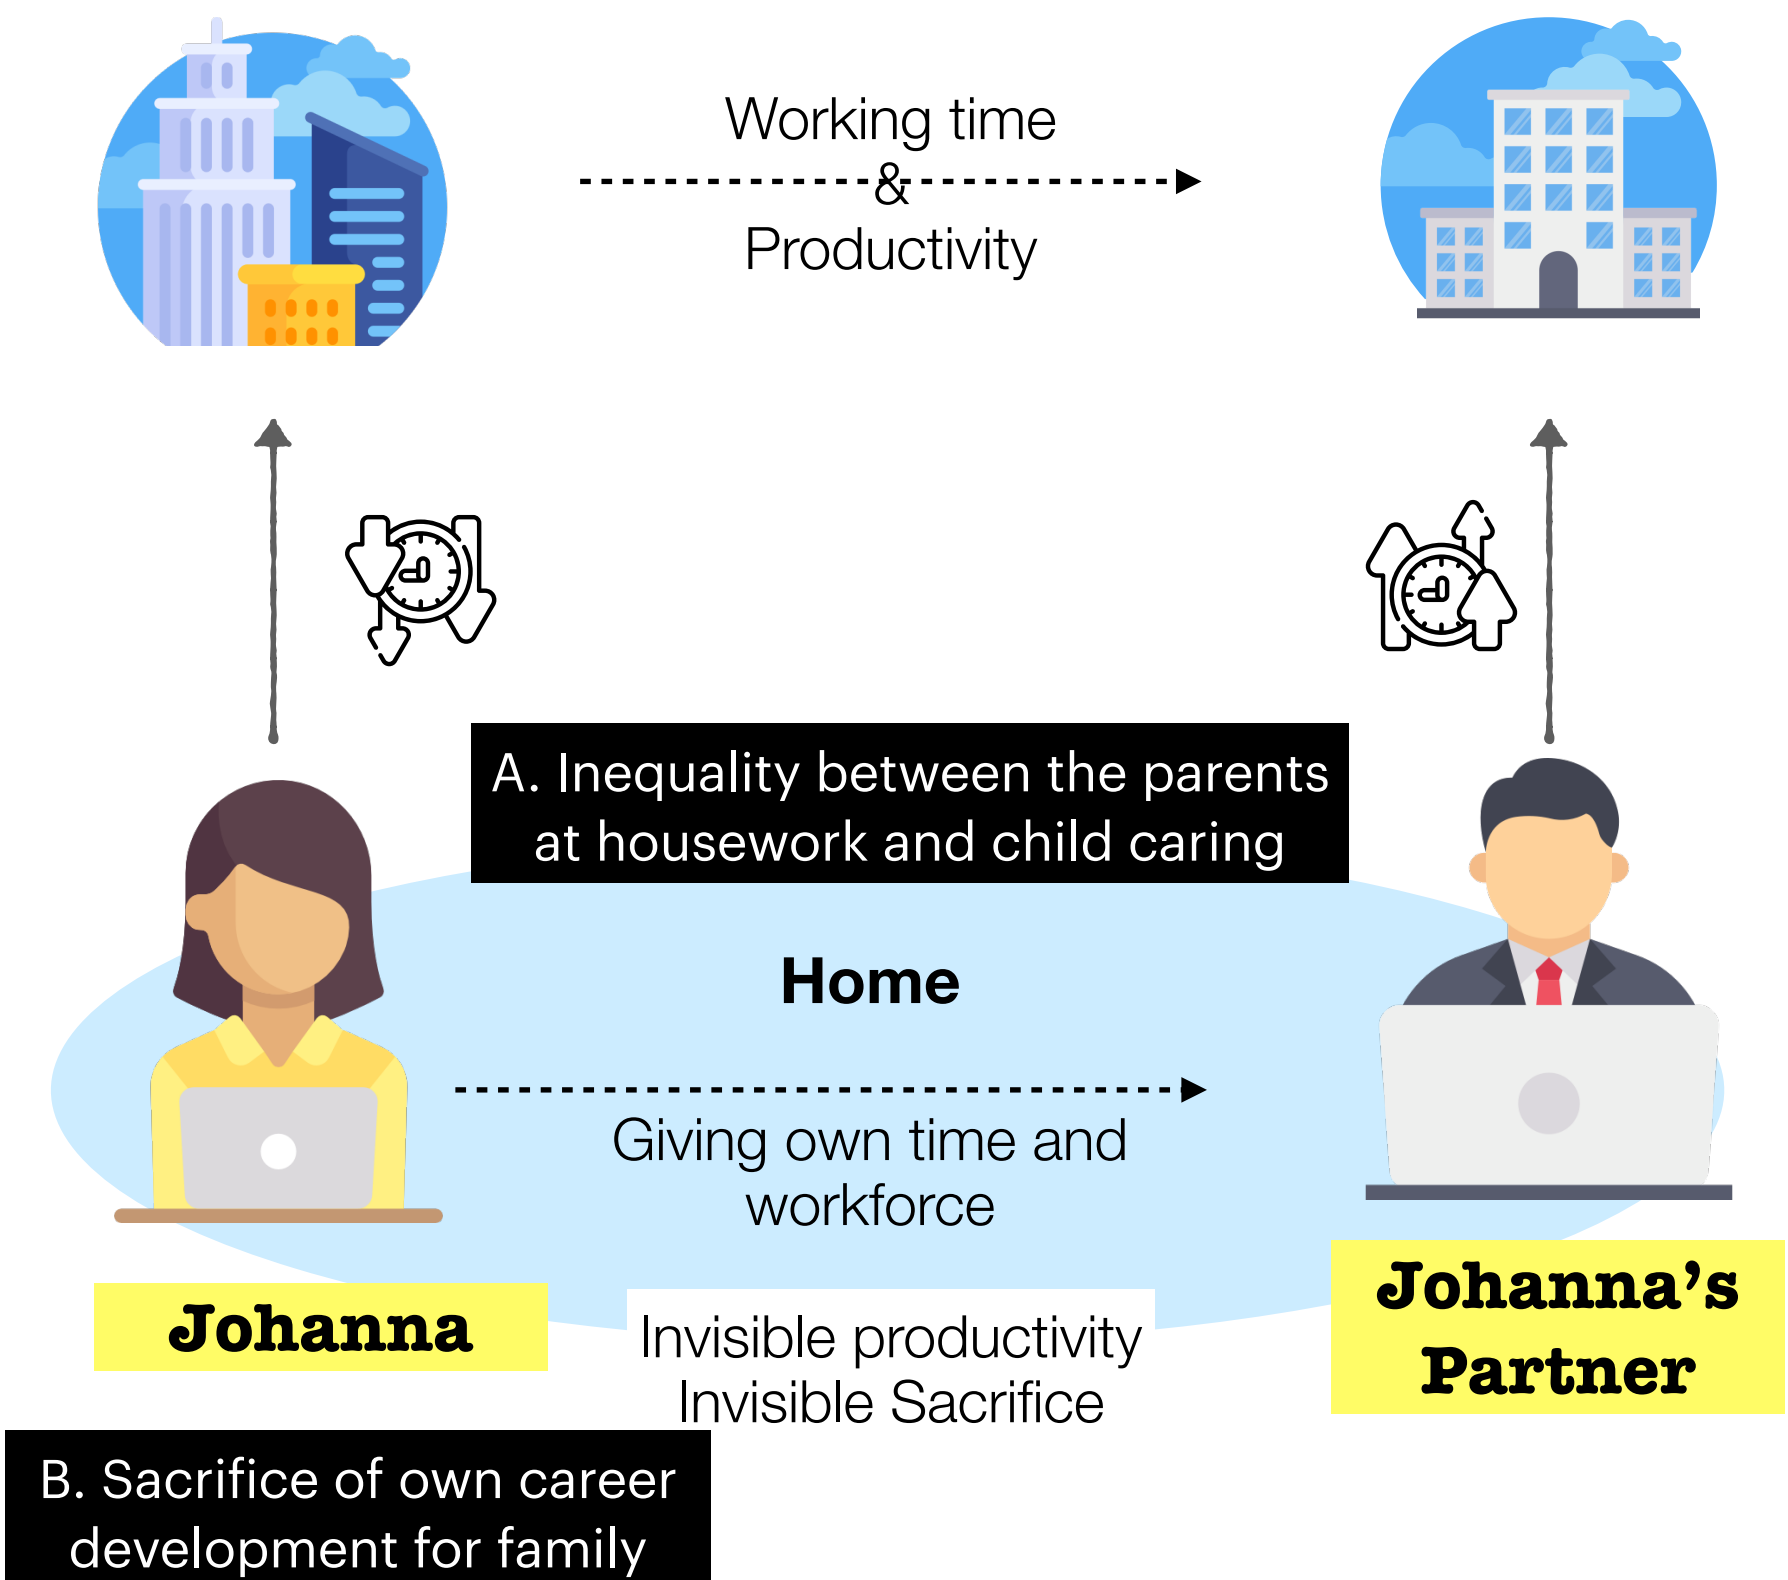 Working time
&
Productivity
A. Inequality between the parents
at housework and child caring
Home
Giving own time and
workforce
Johanna
Johanna’s
Partner
Invisible productivity
Invisible Sacrifice
B. Sacrifice of own career
development for family